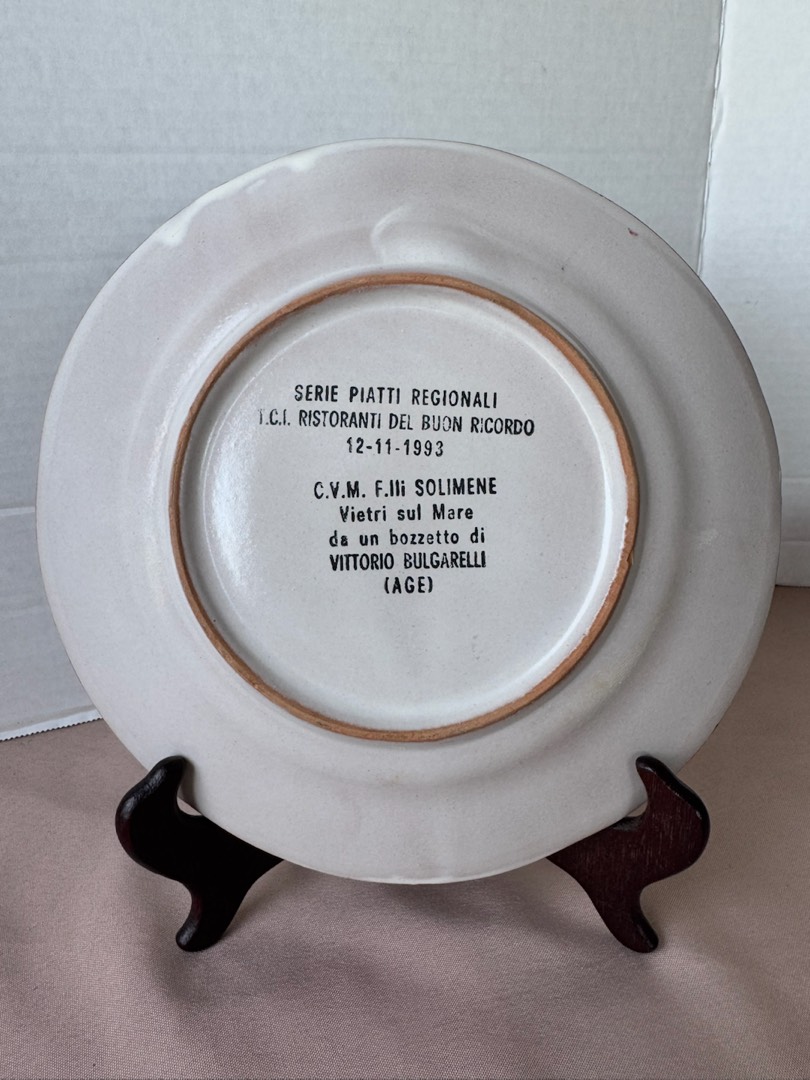 SERIE PIATTI REGIONALI
T.C.I. RISTORANTI DEL BUON RICORDO
12-11-1993
C.V.M. F.lli SOLIMENE
Vietri sul Mare
da un bozzetto di
VITTORIO BULGARELLI
(AGE)